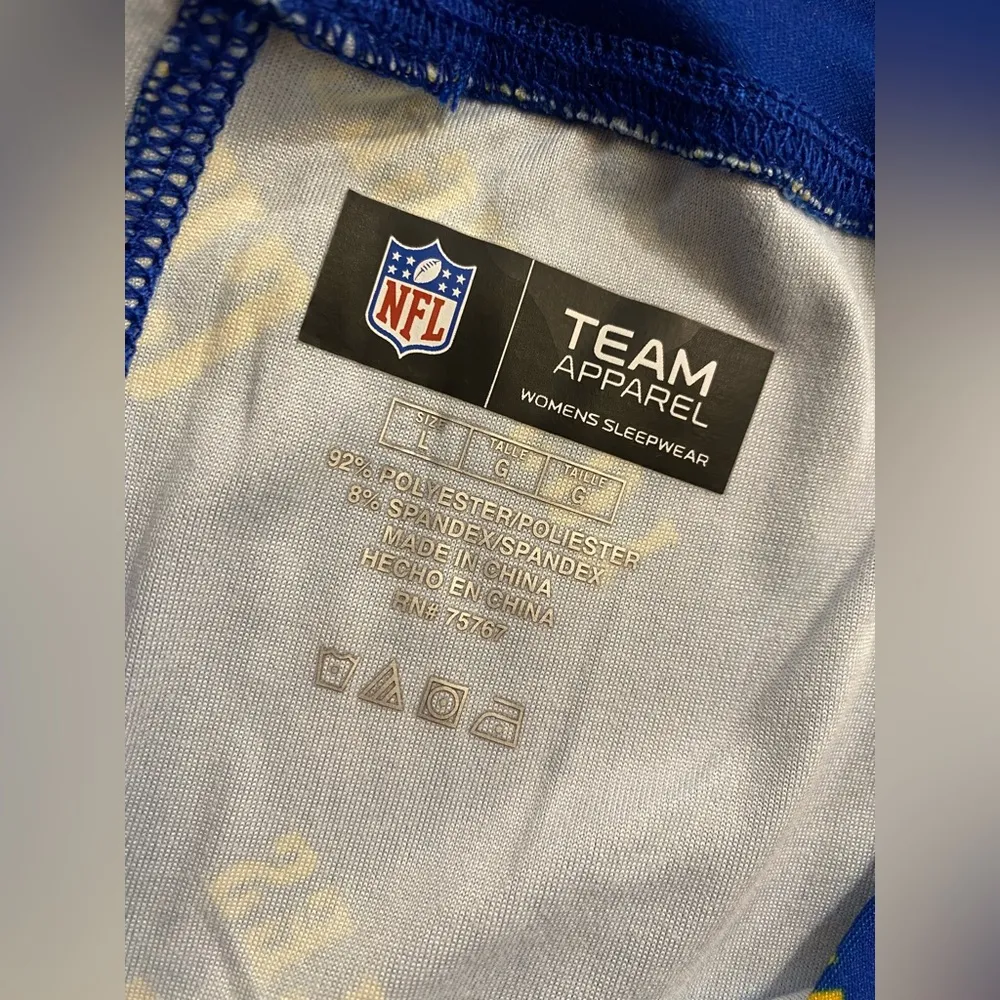 NFL
TEAM
APPAREL
WOMENS SLEEPWEAR
SIZE TALLE TAILLE
L G G
92% POLYESTER/POLIESTER
8% SPANDEX/SPANDEX
MADE IN CHINA
HECHO EN CHINA
RN# 75767